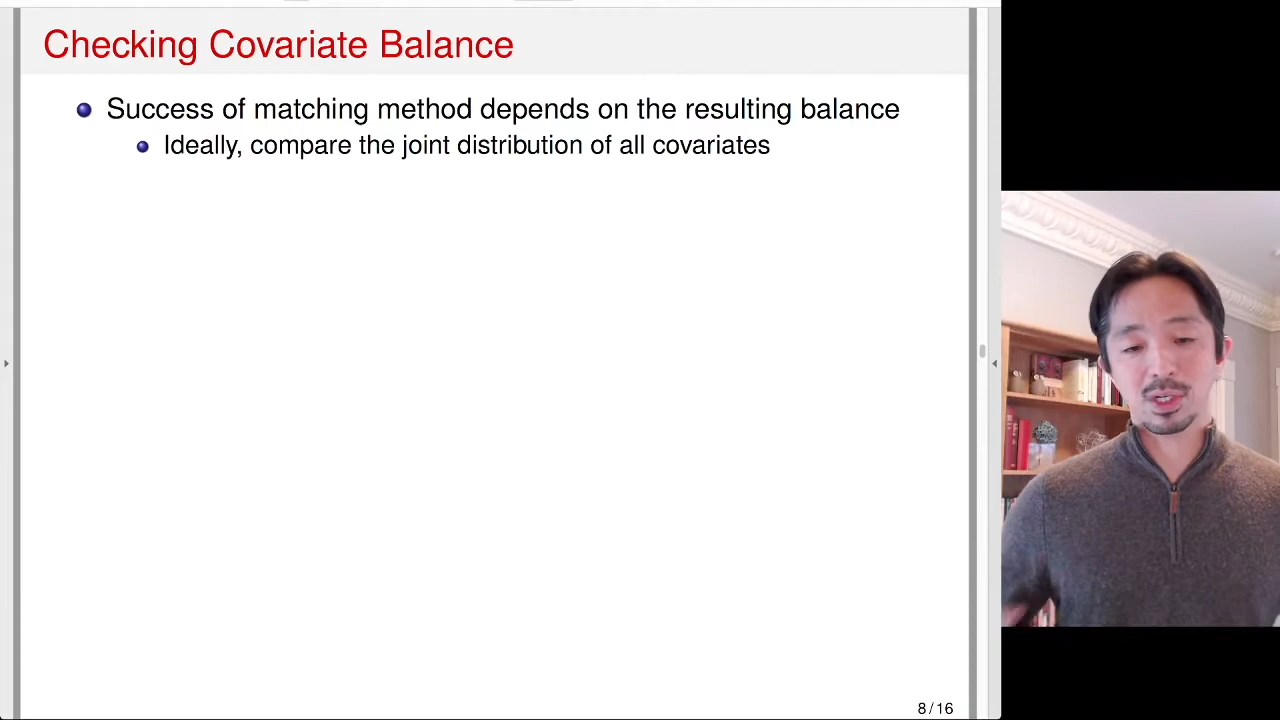 Checking Covariate Balance
Success of matching method depends on the resulting balance
Ideally, compare the joint distribution of all covariates
8 / 16